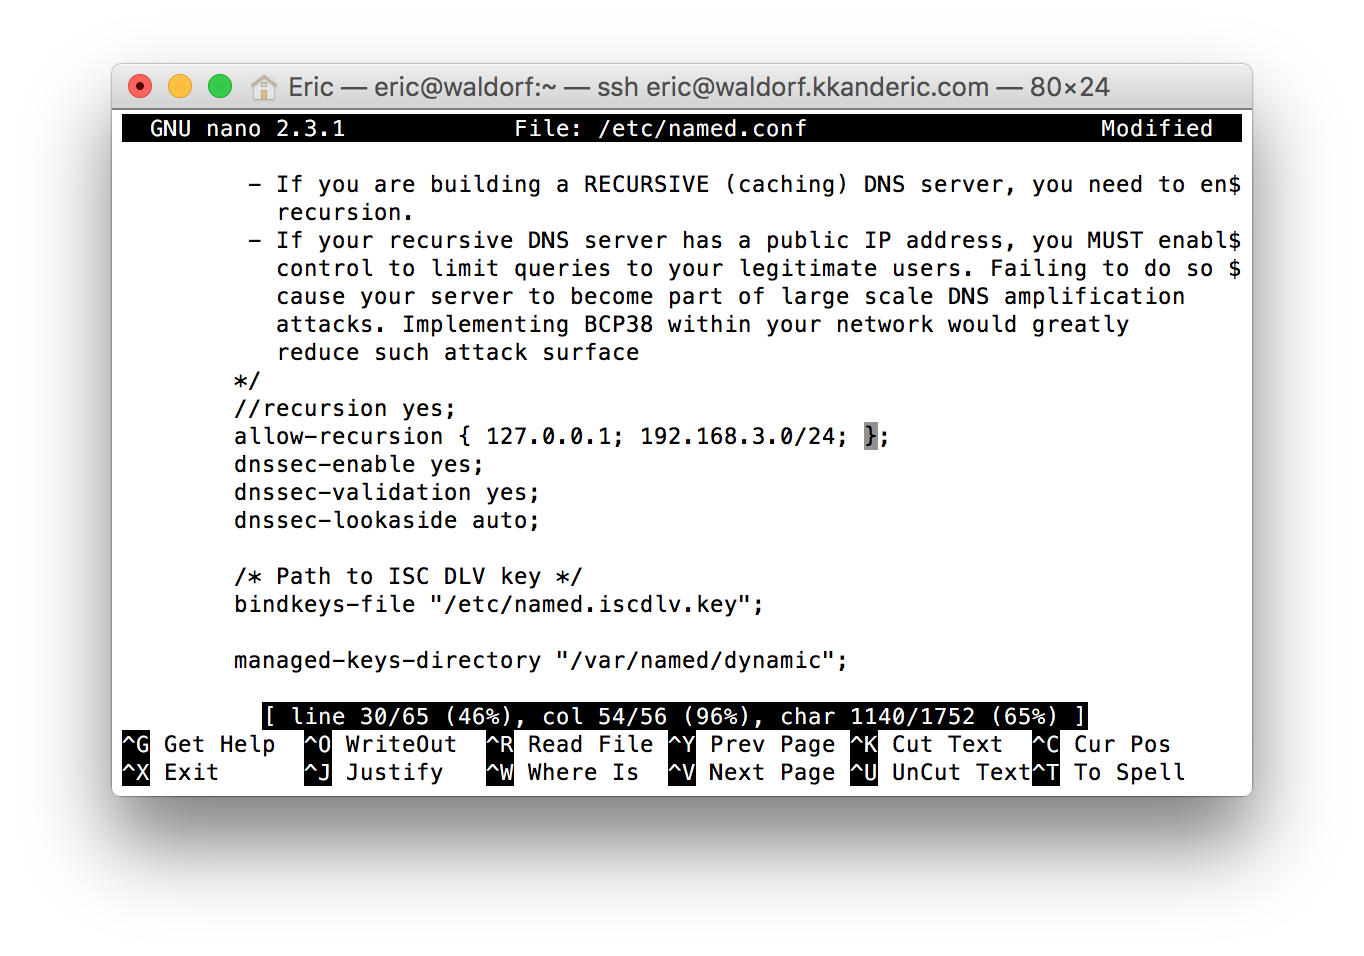 Eric — eric@waldorf:~ — ssh eric@waldorf.kkanderic.com — 80×24
GNU nano 2.3.1 File: /etc/named.conf Modified
- If you are building a RECURSIVE (caching) DNS server, you need to en$
recursion.
- If your recursive DNS server has a public IP address, you MUST enabl$
control to limit queries to your legitimate users. Failing to do so $
cause your server to become part of large scale DNS amplification
attacks. Implementing BCP38 within your network would greatly
reduce such attack surface
*/
//recursion yes;
allow-recursion { 127.0.0.1; 192.168.3.0/24; };
dnssec-enable yes;
dnssec-validation yes;
dnssec-lookaside auto;
/* Path to ISC DLV key */
bindkeys-file "/etc/named.iscdlv.key";
managed-keys-directory "/var/named/dynamic";
[ line 30/65 (46%), col 54/56 (96%), char 1140/1752 (65%) ]
^G Get Help ^O WriteOut ^R Read File ^Y Prev Page ^K Cut Text ^C Cur Pos
^X Exit ^J Justify ^W Where Is ^V Next Page ^U UnCut Text^T To Spell